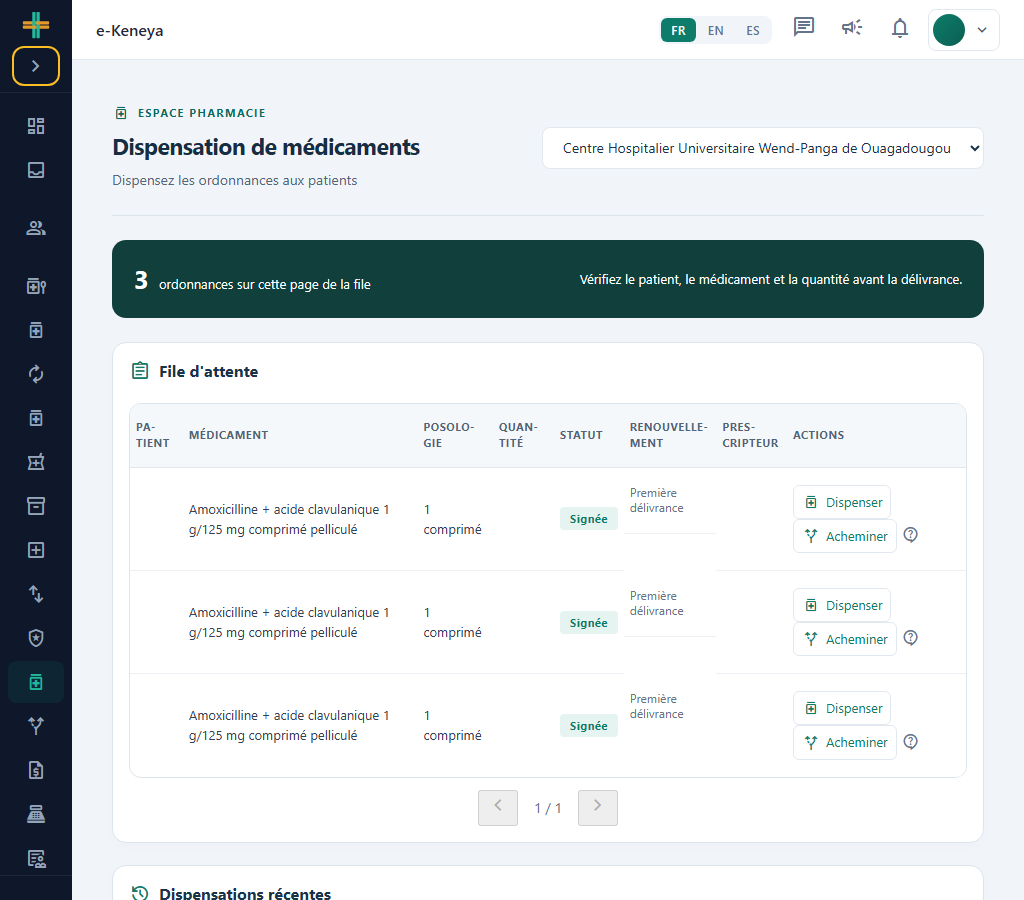 e-Keneya
FR EN ES
ESPACE PHARMACIE
Dispensation de médicaments
Centre Hospitalier Universitaire Wend-Panga de Ouagadougou
Dispensez les ordonnances aux patients
3 ordonnances sur cette page de la file
Vérifiez le patient, le médicament et la quantité avant la délivrance.
File d'attente
PA-
TIENT
MÉDICAMENT
POSOLO-
GIE
QUAN-
TITÉ
STATUT
RENOUVELLE-
MENT
PRES-
CRIPTEUR
ACTIONS
Amoxicilline + acide clavulanique 1
g/125 mg comprimé pelliculé
1
comprimé
Signée
Première
délivrance
Dispenser
Acheminer
Amoxicilline + acide clavulanique 1
g/125 mg comprimé pelliculé
1
comprimé
Signée
Première
délivrance
Dispenser
Acheminer
Amoxicilline + acide clavulanique 1
g/125 mg comprimé pelliculé
1
comprimé
Signée
Première
délivrance
Dispenser
Acheminer
1 / 1
Dispensations récentes